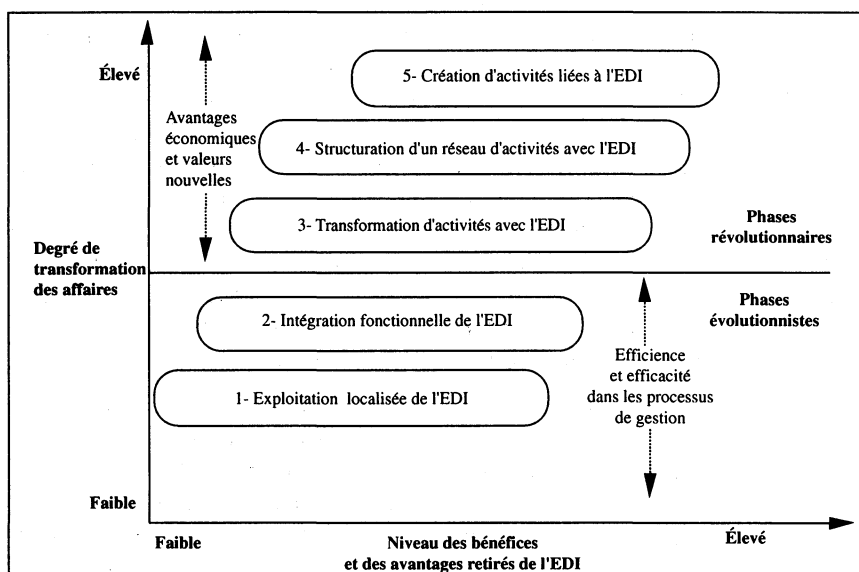 Élevé
5- Création d'activités liées à l'EDI
Avantages
économiques
et valeurs
nouvelles
4- Structuration d'un réseau d'activités avec l'EDI
3- Transformation d'activités avec l'EDI
Phases
révolutionnaires
Degré de
transformation
des affaires
Phases
évolutionnistes
2- Intégration fonctionnelle de l'EDI
Efficience
et efficacité
dans les processus
de gestion
1- Exploitation localisée de l'EDI
Faible
Faible
Niveau des bénéfices
et des avantages retirés de l'EDI
Élevé